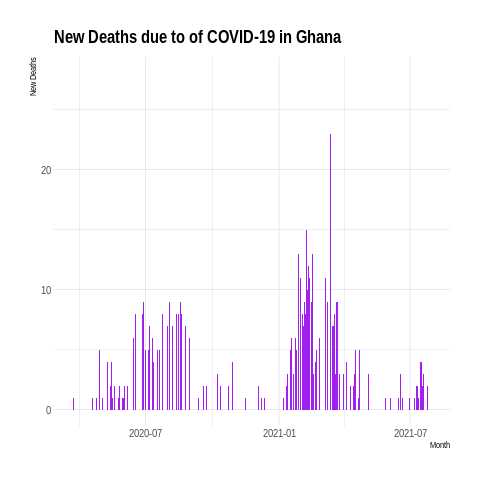 New Deaths due to of COVID-19 in Ghana
New Deaths
20
10
0
2020-07
2021-01
2021-07
Month